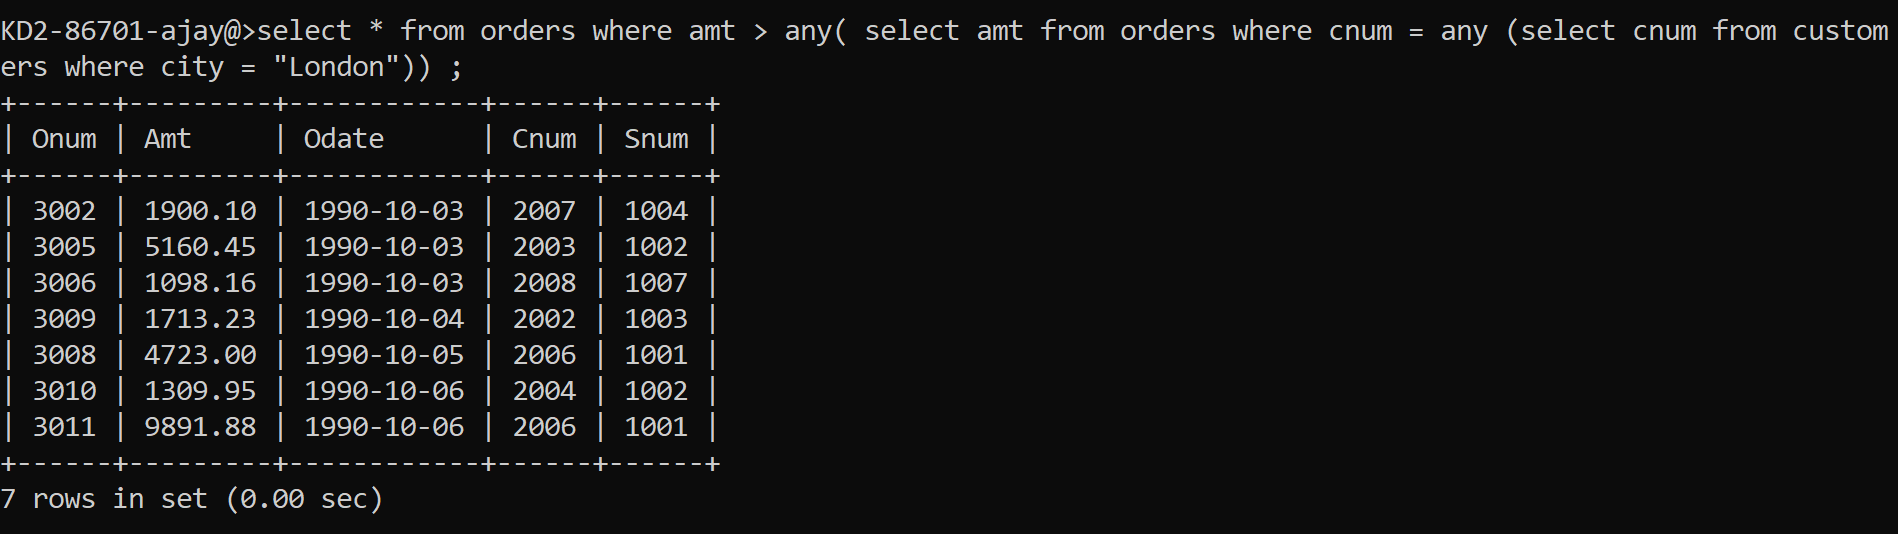 KD2-86701-ajay@>select * from orders where amt > any( select amt from orders where cnum = any (select cnum from custom
ers where city = "London")) ;
+------+---------+------------+------+------+
| Onum | Amt     | Odate      | Cnum | Snum |
+------+---------+------------+------+------+
| 3002 | 1900.10 | 1990-10-03 | 2007 | 1004 |
| 3005 | 5160.45 | 1990-10-03 | 2003 | 1002 |
| 3006 | 1098.16 | 1990-10-03 | 2008 | 1007 |
| 3009 | 1713.23 | 1990-10-04 | 2002 | 1003 |
| 3008 | 4723.00 | 1990-10-05 | 2006 | 1001 |
| 3010 | 1309.95 | 1990-10-06 | 2004 | 1002 |
| 3011 | 9891.88 | 1990-10-06 | 2006 | 1001 |
+------+---------+------------+------+------+
7 rows in set (0.00 sec)